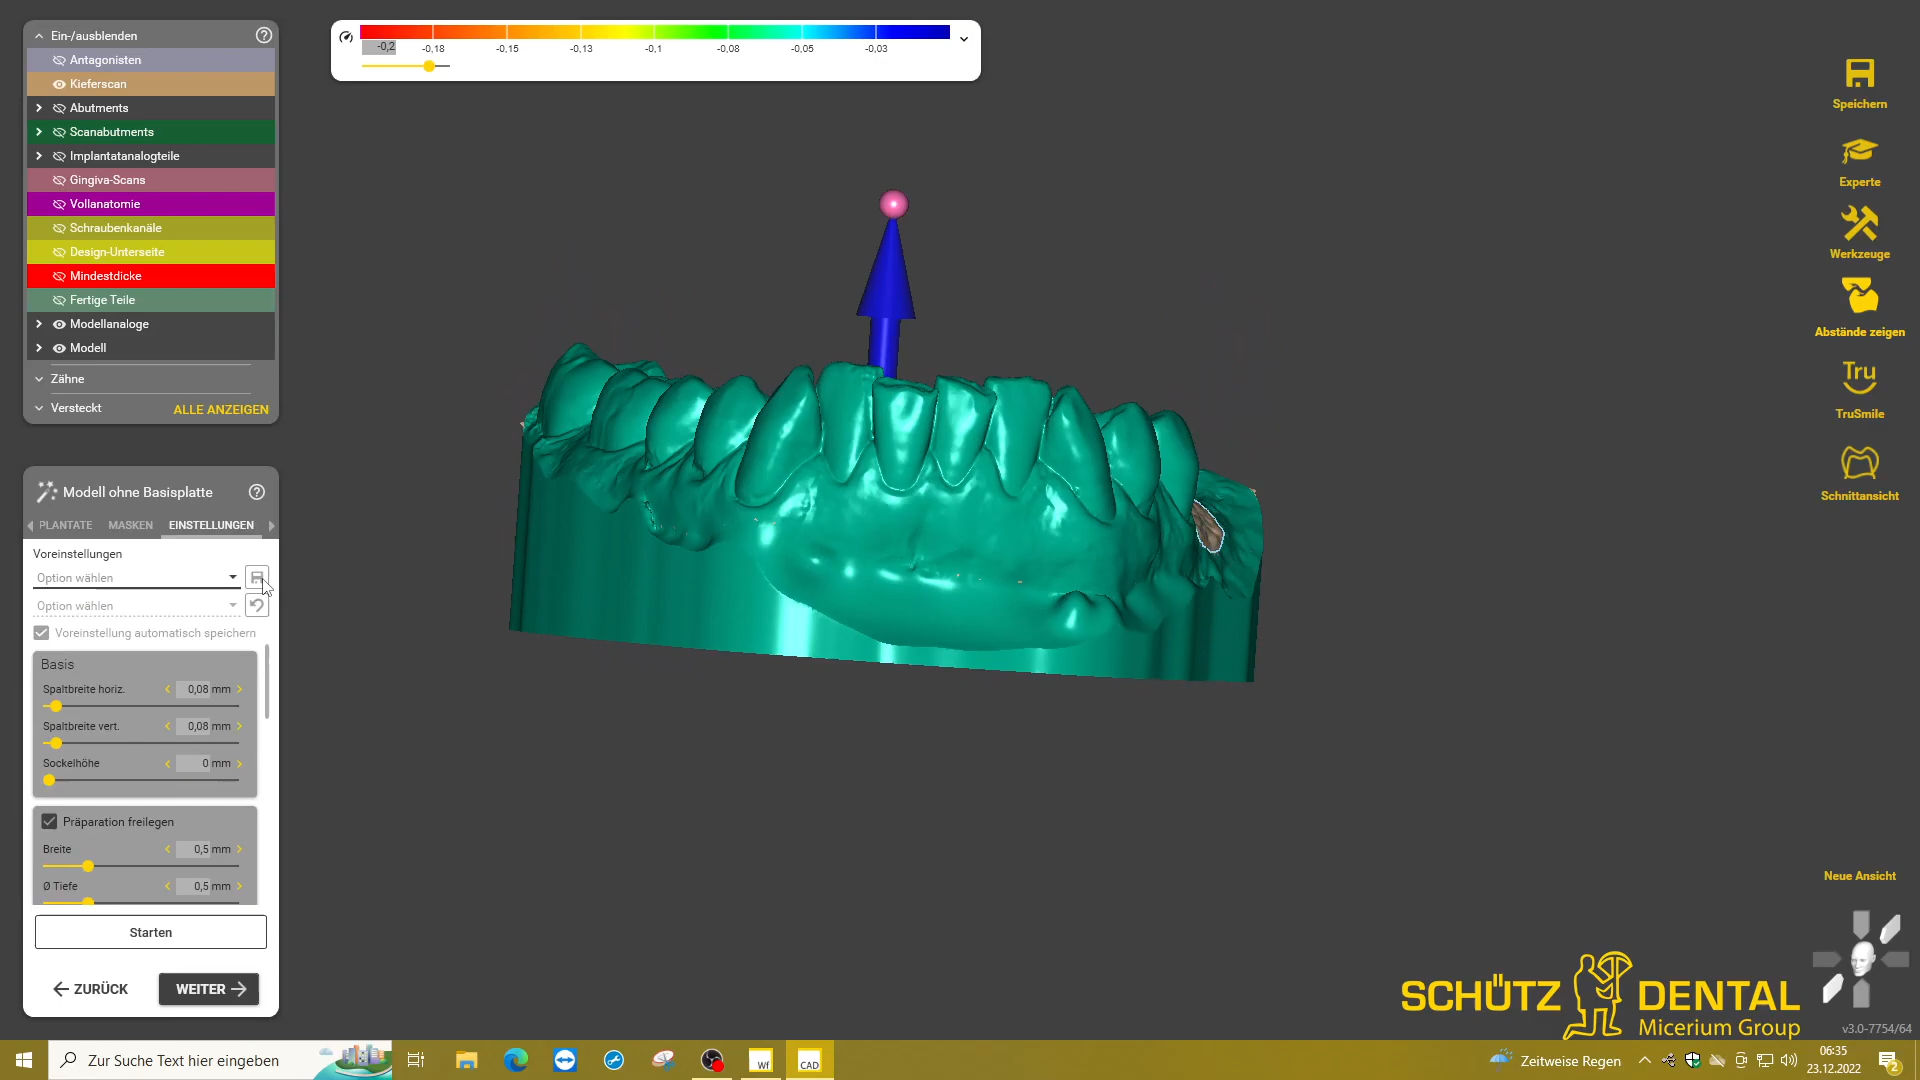 Ein-/ausblenden
Antagonisten
Kieferscan
Abutments
Scanabutments
Implantatanalogteile
Gingiva-Scans
Vollanatomie
Schraubenkanäle
Design-Unterseite
Mindestdicke
Fertige Teile
Modellanaloge
Modell
Zähne
Versteckt ALLE ANZEIGEN
-0,2 -0,18 -0,15 -0,13 -0,1 -0,08 -0,05 -0,03
Speichern
Experte
Werkzeuge
Abstände zeigen
Tru
TruSmile
Schnittansicht
Modell ohne Basisplatte
PLANTATE MASKEN EINSTELLUNGEN
Voreinstellungen
Option wählen
Option wählen
Voreinstellung automatisch speichern
Basis
Spaltbreite horiz. 0,08 mm
Spaltbreite vert. 0,08 mm
Sockelhöhe 0 mm
Präparation freilegen
Breite 0,5 mm
Ø Tiefe 0,5 mm
Starten
ZURÜCK WEITER
Neue Ansicht
SCHÜTZ DENTAL
Micerium Group
v3.0-7754/64
Zur Suche Text hier eingeben
Wf
CAD
Zeitweise Regen
06:35
23.12.2022
2